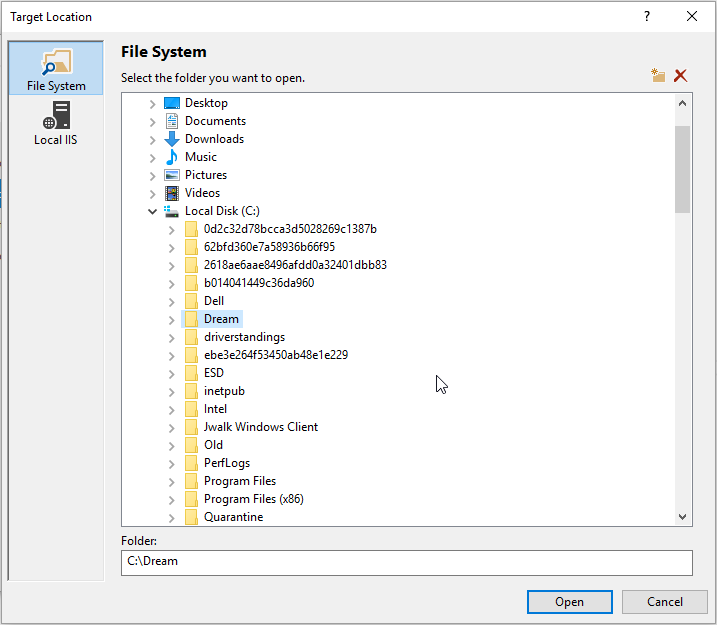 Target Location
?
File System
Local IIS
File System
Select the folder you want to open.
Desktop
Documents
Downloads
Music
Pictures
Videos
Local Disk (C:)
0d2c32d78bcca3d5028269c1387b
62bfd360e7a58936b66f95
2618ae6aae8496afdd0a32401dbb83
b014041449c36da960
Dell
Dream
driverstandings
ebe3e264f53450ab48e1e229
ESD
inetpub
Intel
Jwalk Windows Client
Old
PerfLogs
Program Files
Program Files (x86)
Quarantine
Folder:
C:\Dream
Open
Cancel